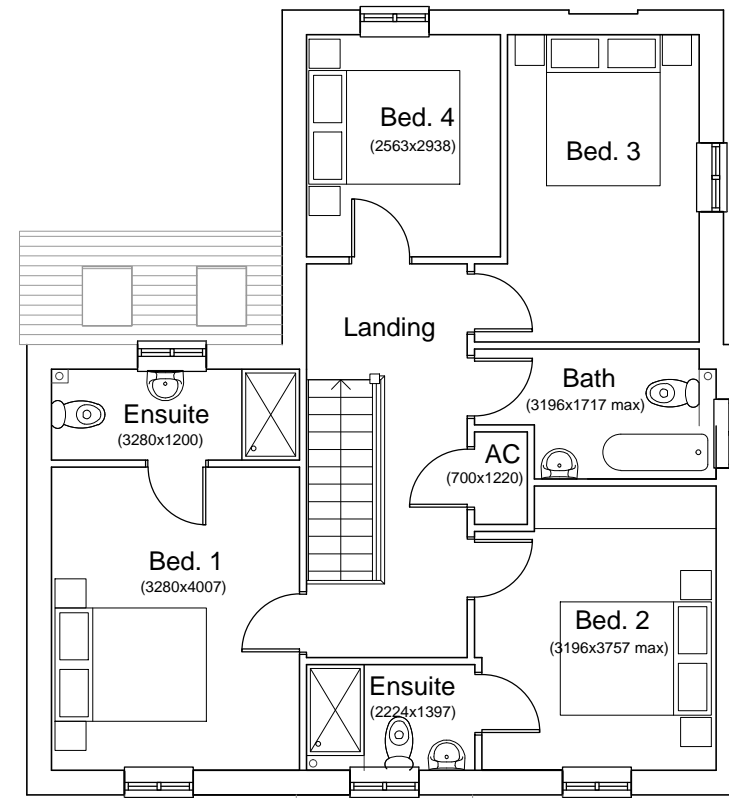 Bed. 4
(2563x2938)
Bed. 3
Landing
Ensuite
(3280x1200)
Bath
(3196x1717 max)
AC
(700x1220)
Bed. 1
(3280x4007)
Bed. 2
(3196x3757 max)
Ensuite
(2224x1397)